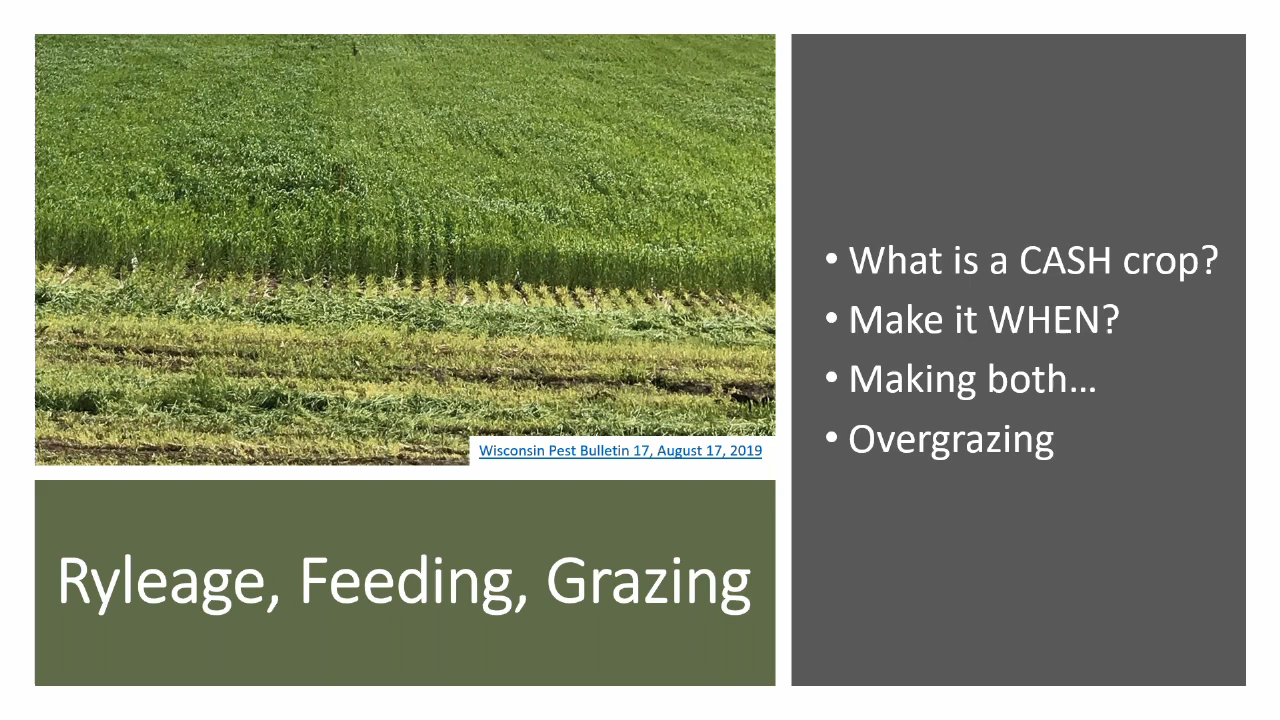 Wisconsin Pest Bulletin 17, August 17, 2019
Ryleage, Feeding, Grazing
• What is a CASH crop?
• Make it WHEN?
• Making both…
• Overgrazing